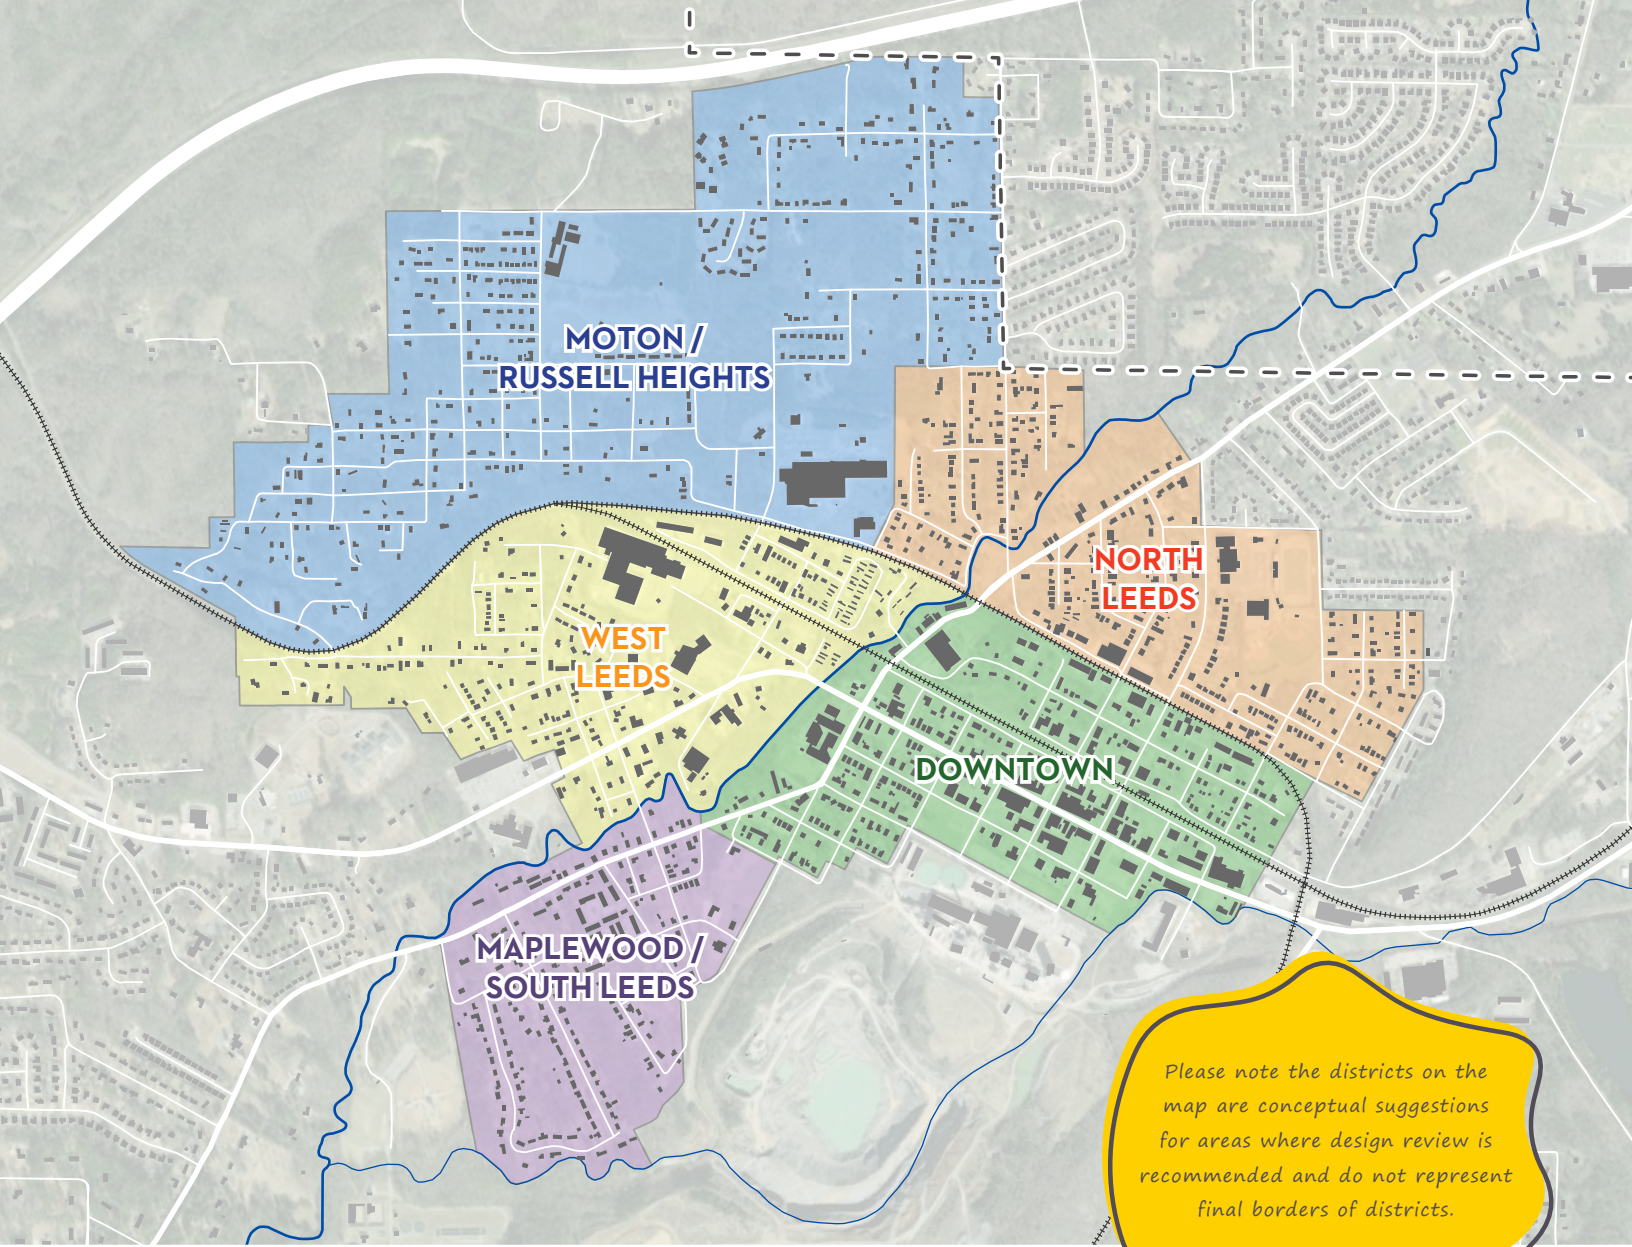 MOTON /
RUSSELL HEIGHTS
NORTH
LEEDS
WEST
LEEDS
DOWNTOWN
MAPLEWOOD /
SOUTH LEEDS
Please note the districts on the
map are conceptual suggestions
for areas where design review is
recommended and do not represent
final borders of districts.